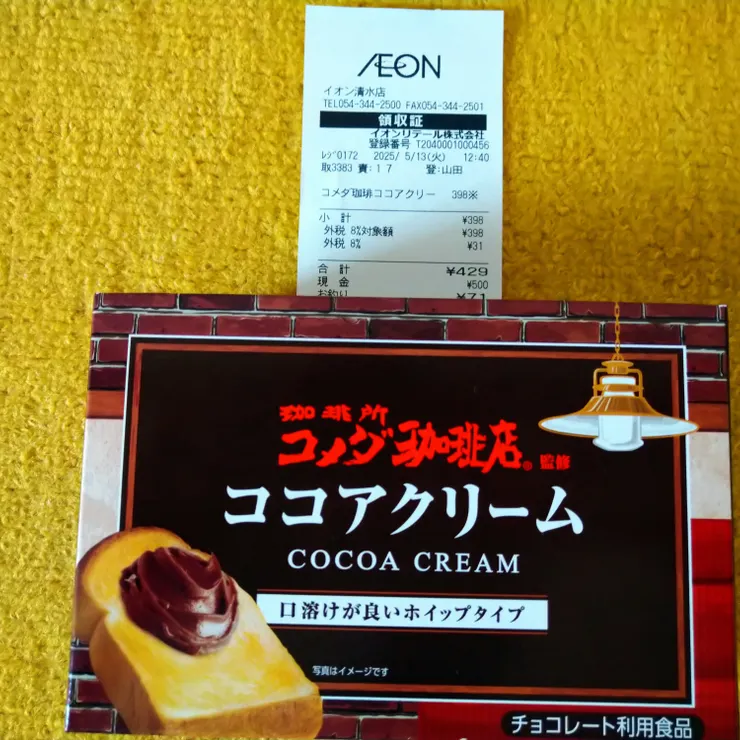 ÆON
イオン清水店
TEL054-344-2500 FAX054-344-2501
領収証
イオンリテール株式会社
登録番号 T2040001000456
ﾚｼﾞ0172 2025/ 5/13(火) 12:40
取3383 責:17 登:山田
コメダ珈琲ココアクリー 398※
小 計 ¥398
外税 8%対象額 ¥398
外税 8% ¥31
合 計 ¥429
現 金 ¥500
お釣り ¥71
珈琲所
コメダ珈琲店® 監修
ココアクリーム
COCOA CREAM
口溶けが良いホイップタイプ
写真はイメージです
チョコレート利用食品